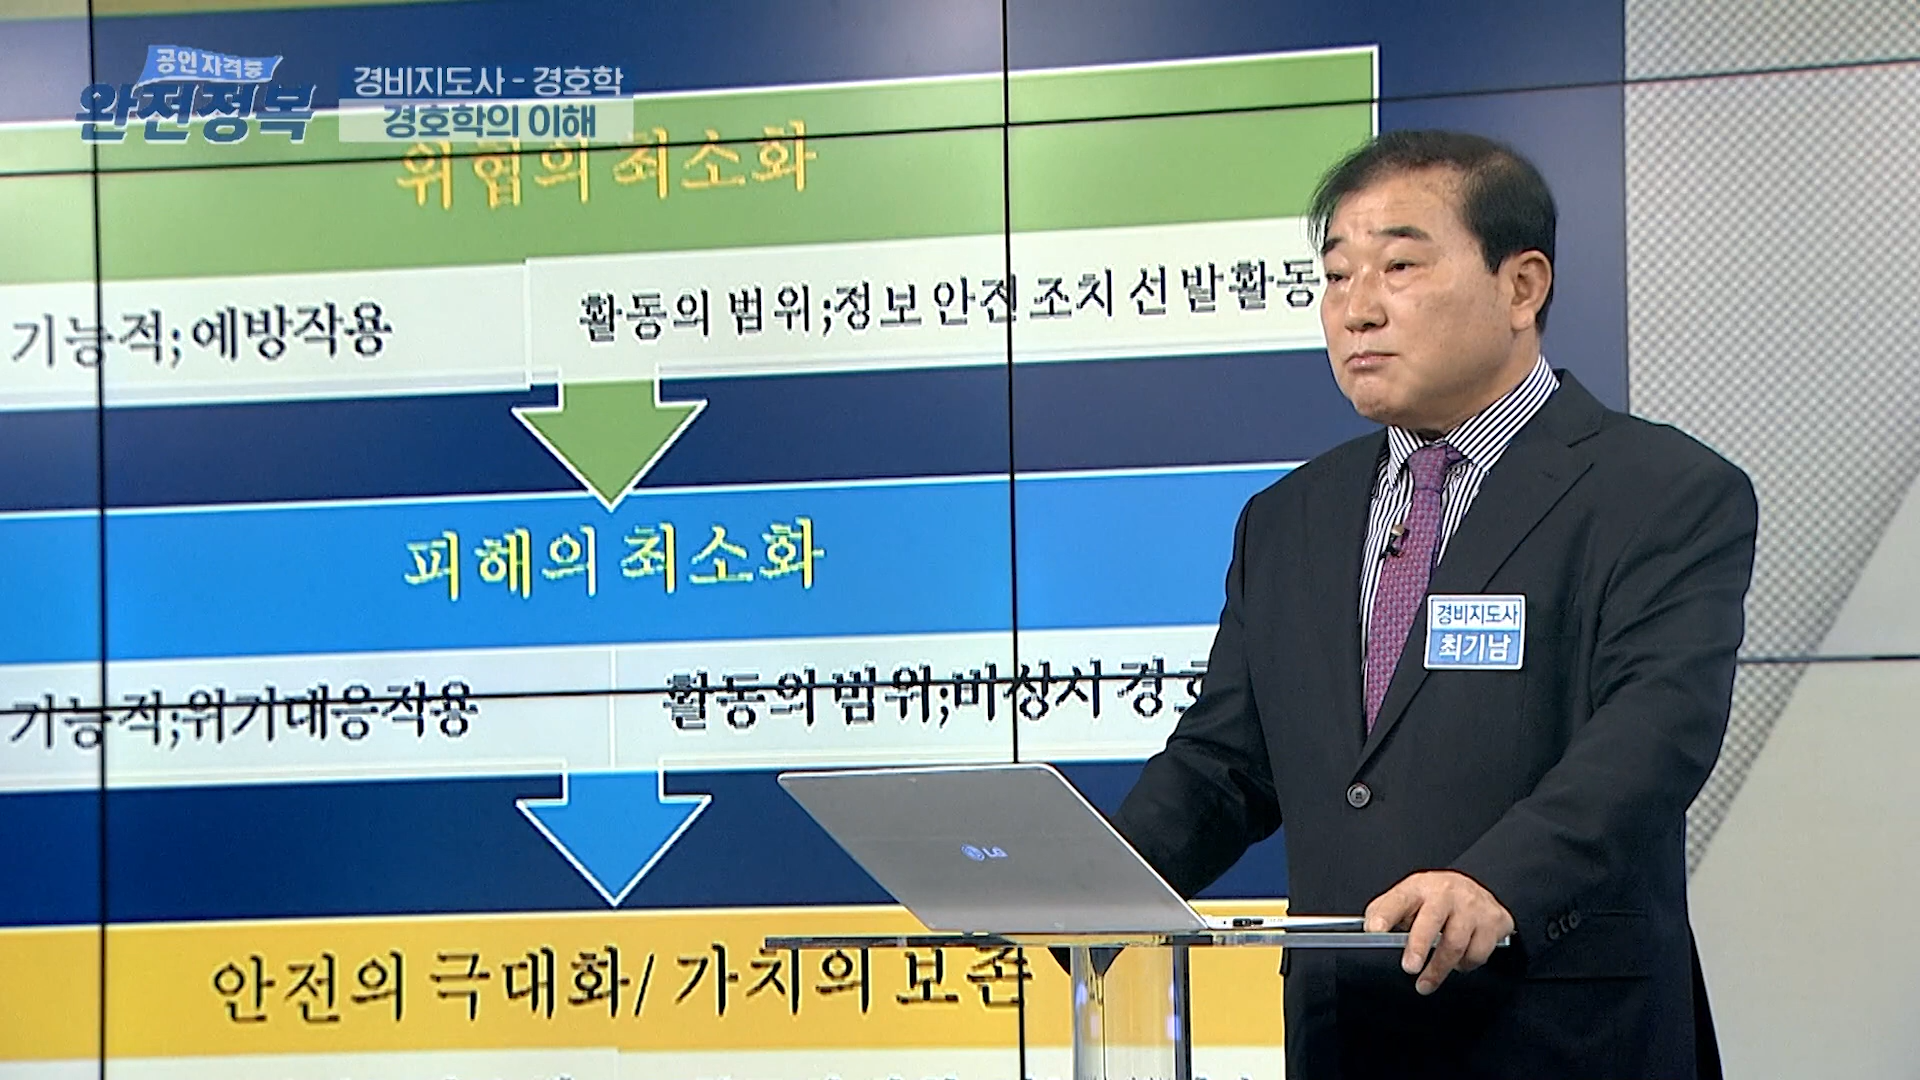 공인 자격증
완전정복
경비지도사 - 경호학
경호학의 이해
위협의 최소화
기능적;예방작용
활동의 범위;정보안전조치 선발활동
피해의 최소화
기능적;위기대응작용
활동의 범위;비상시 경호
안전의 극대화/ 가치의 보존
경비지도사
최기남
LG